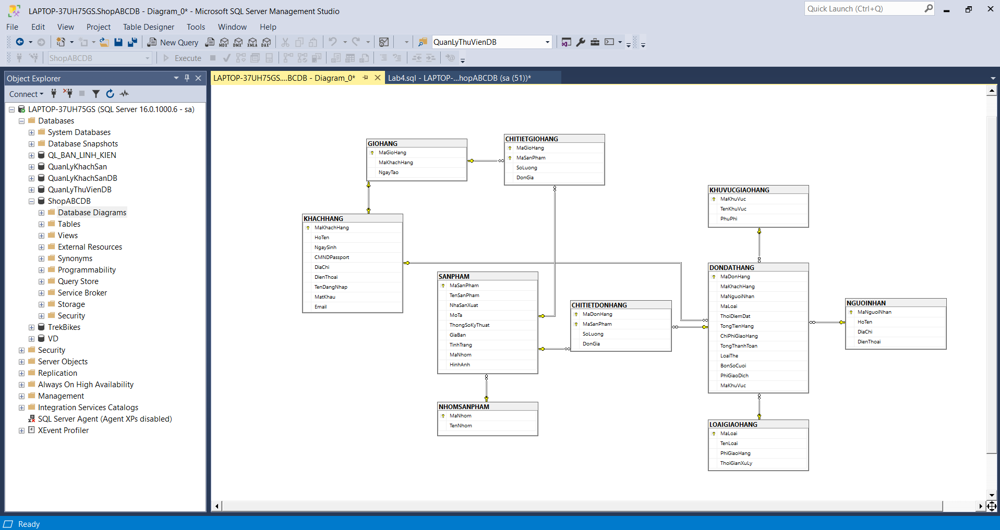 LAPTOP-37UH75GS.ShopABCDB - Diagram_0* - Microsoft SQL Server Management Studio
Quick Launch (Ctrl+Q)
File Edit View Project Table Designer Tools Window Help
New Query MDX DMX XMLA DAX QuanLyThuVienDB
ShopABCDB Execute
Object Explorer
LAPTOP-37UH75GS....BCDB - Diagram_0*
Lab4.sql - LAPTOP-...hopABCDB (sa (51))*
Connect
LAPTOP-37UH75GS (SQL Server 16.0.1000.6 - sa)
Databases
System Databases
Database Snapshots
QL_BAN_LINH_KIEN
QuanLyKhachSan
QuanLyKhachSanDB
QuanLyThuVienDB
ShopABCDB
Database Diagrams
Tables
Views
External Resources
Synonyms
Programmability
Query Store
Service Broker
Storage
Security
TrekBikes
VD
Security
Server Objects
Replication
Always On High Availability
Management
Integration Services Catalogs
SQL Server Agent (Agent XPs disabled)
XEvent Profiler
GIOHANG
MaGioHang
MaKhachHang
NgayTao
CHITIETGIOHANG
MaGioHang
MaSanPham
SoLuong
DonGia
KHUVUCGIAOHANG
MaKhuVuc
TenKhuVuc
PhuPhi
KHACHHANG
MaKhachHang
HoTen
NgaySinh
CMNDPassport
DiaChi
DienThoai
TenDangNhap
MatKhau
Email
SANPHAM
MaSanPham
TenSanPham
NhaSanXuat
MoTa
ThongSoKyThuat
GiaBan
TinhTrang
MaNhom
HinhAnh
CHITIETDONHANG
MaDonHang
MaSanPham
SoLuong
DonGia
DONDATHANG
MaDonHang
MaKhachHang
MaNguoiNhan
MaLoai
ThoiDiemDat
TongTienHang
ChiPhiGiaoHang
TongThanhToan
LoaiThe
BonSoCuoi
PhiGiaoDich
MaKhuVuc
NGUOINHAN
MaNguoiNhan
HoTen
DiaChi
DienThoai
NHOMSANPHAM
MaNhom
TenNhom
LOAIGIAOHANG
MaLoai
TenLoai
PhiGiaoHang
ThoiGianXuLy
Ready